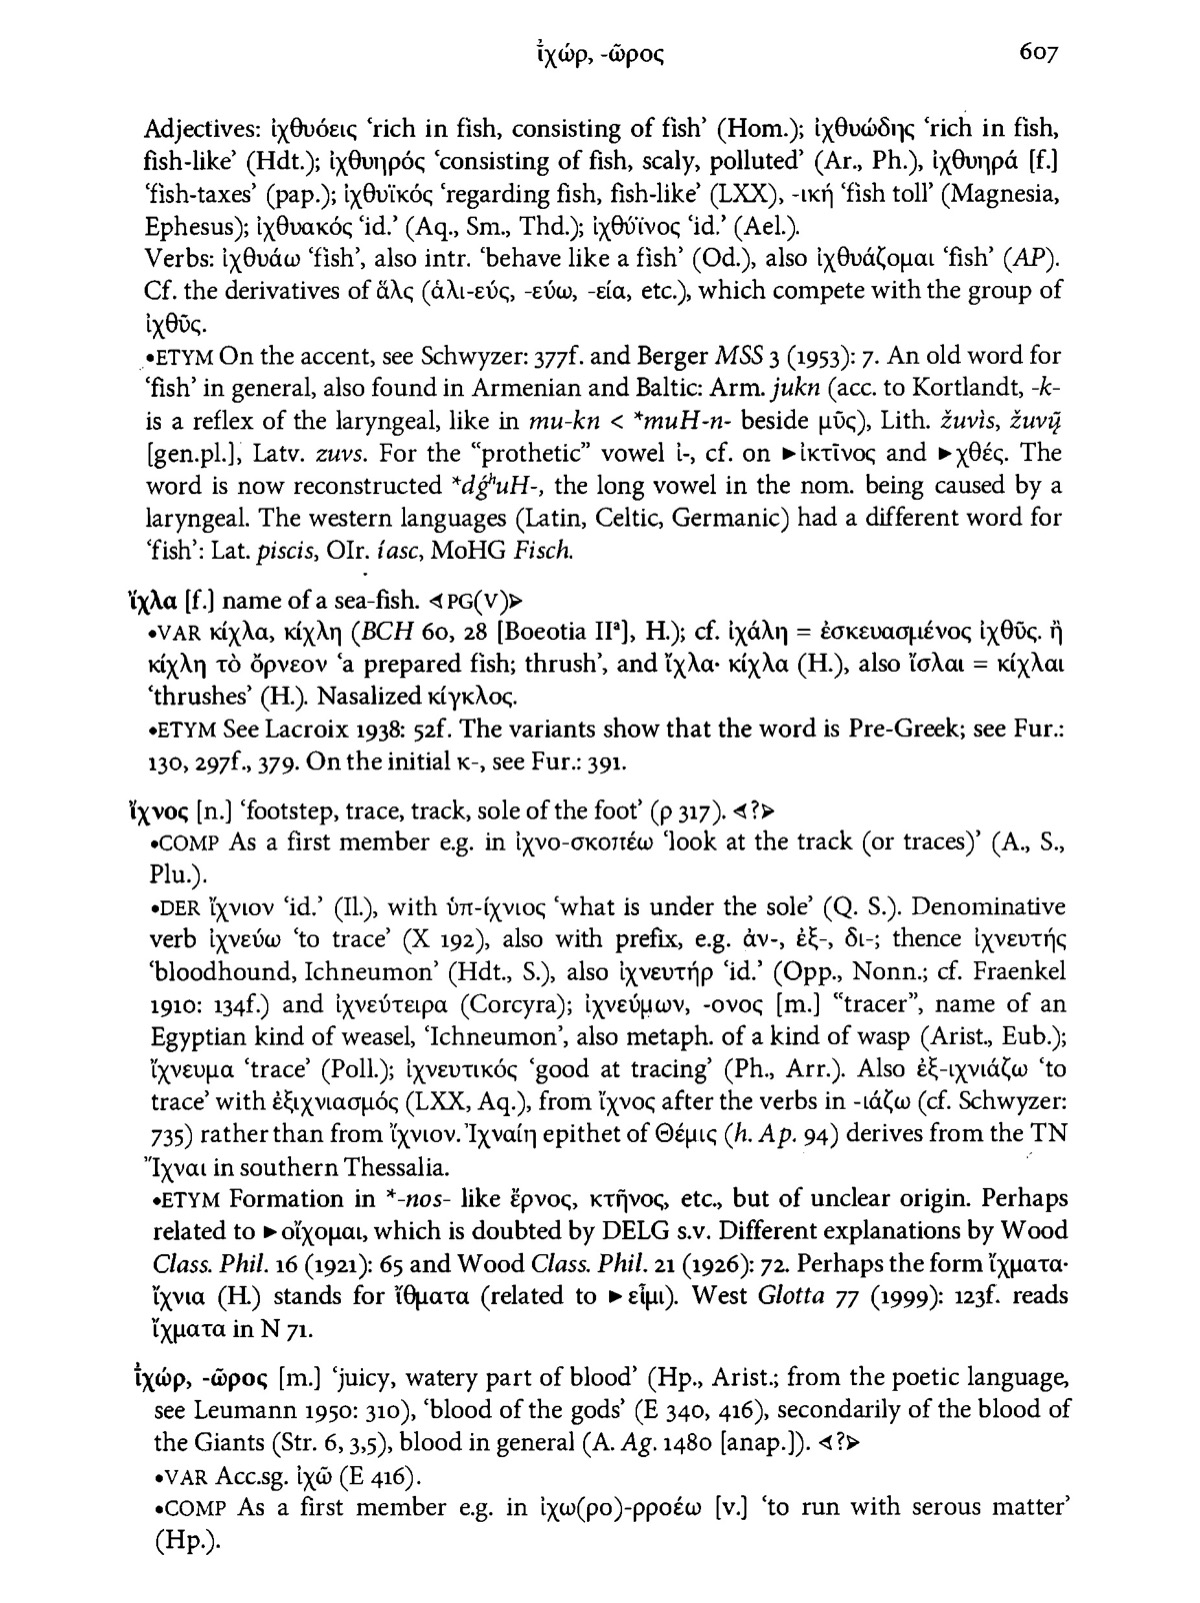 ἰ̄χώρ, -ῶρος 607
Adjectives: ἰχθυόεις ‘rich in fish, consisting of fish’ (Hom.); ἰχθυώδης ‘rich in fish,
fish-like’ (Hdt.); ἰχθυηρός ‘consisting of fish, scaly, polluted’ (Ar., Ph.), ἰχθυηρά [f.]
‘fish-taxes’ (pap.); ἰχθυϊκός ‘regarding fish, fish-like’ (LXX), -ική ‘fish toll’ (Magnesia,
Ephesus); ἰχθυακός ‘id.’ (Aq., Sm., Thd.); ἰχθύϊνος ‘id.’ (Ael.).
Verbs: ἰχθυάω ‘fish’, also intr. ‘behave like a fish’ (Od.), also ἰχθυάζομαι ‘fish’ (AP).
Cf. the derivatives of ἅλς (ἁλι-εύς, -εύω, -εία, etc.), which compete with the group of
ἰχθῦς.
•ETYM On the accent, see Schwyzer: 377f. and Berger MSS 3 (1953): 7. An old word for
‘fish’ in general, also found in Armenian and Baltic: Arm. jukn (acc. to Kortlandt, -k-
is a reflex of the laryngeal, like in mu-kn < *muH-n- beside μῦς), Lith. žuvìs, žuvų̃
[gen.pl.], Latv. zuvs. For the “prothetic” vowel ἰ-, cf. on ►ἰκτῖνος and ►χθές. The
word is now reconstructed *dǵʰuH-, the long vowel in the nom. being caused by a
laryngeal. The western languages (Latin, Celtic, Germanic) had a different word for
‘fish’: Lat. piscis, OIr. íasc, MoHG Fisch.
ἴχλα [f.] name of a sea-fish. ◄PG(V)►
•VAR κίχλα, κίχλη (BCH 60, 28 [Boeotia IIᵃ], H.); cf. ἰχάλη = ἐσκευασμένος ἰχθῦς. ἢ
κίχλη τὸ ὄρνεον ‘a prepared fish; thrush’, and ἴχλα· κίχλα (H.), also ἴσλαι = κίχλαι
‘thrushes’ (H.). Nasalized κίγκλος.
•ETYM See Lacroix 1938: 52f. The variants show that the word is Pre-Greek; see Fur.:
130, 297f., 379. On the initial κ-, see Fur.: 391.
ἴχνος [n.] ‘footstep, trace, track, sole of the foot’ (ρ 317). ◄?►
•COMP As a first member e.g. in ἰχνο-σκοπέω ‘look at the track (or traces)’ (A., S.,
Plu.).
•DER ἴχνιον ‘id.’ (Il.), with ὑπ-ίχνιος ‘what is under the sole’ (Q. S.). Denominative
verb ἰχνεύω ‘to trace’ (Χ 192), also with prefix, e.g. ἀν-, ἐξ-, δι-; thence ἰχνευτής
‘bloodhound, Ichneumon’ (Hdt., S.), also ἰχνευτήρ ‘id.’ (Opp., Nonn.; cf. Fraenkel
1910: 134f.) and ἰχνεύτειρα (Corcyra); ἰχνεύμων, -ονος [m.] “tracer”, name of an
Egyptian kind of weasel, ‘Ichneumon’, also metaph. of a kind of wasp (Arist., Eub.);
ἴχνευμα ‘trace’ (Poll.); ἰχνευτικός ‘good at tracing’ (Ph., Arr.). Also ἐξ-ιχνιάζω ‘to
trace’ with ἐξιχνιασμός (LXX, Aq.), from ἴχνος after the verbs in -ιάζω (cf. Schwyzer:
735) rather than from ἴχνιον. Ἰχναίη epithet of Θέμις (h. Ap. 94) derives from the TN
Ἴχναι in southern Thessalia.
•ETYM Formation in *-nos- like ἔρνος, κτῆνος, etc., but of unclear origin. Perhaps
related to ►οἴχομαι, which is doubted by DELG s.v. Different explanations by Wood
Class. Phil. 16 (1921): 65 and Wood Class. Phil. 21 (1926): 72. Perhaps the form ἴχματα·
ἴχνια (H.) stands for ἴθματα (related to ►εἶμι). West Glotta 77 (1999): 123f. reads
ἴχματα in N 71.
ἰ̄χώρ, -ῶρος [m.] ‘juicy, watery part of blood’ (Hp., Arist.; from the poetic language,
see Leumann 1950: 310), ‘blood of the gods’ (E 340, 416), secondarily of the blood of
the Giants (Str. 6, 3,5), blood in general (A. Ag. 1480 [anap.]). ◄?►
•VAR Acc.sg. ἰχῶ (E 416).
•COMP As a first member e.g. in ἰχω(ρο)-ρροέω [v.] ‘to run with serous matter’
(Hp.).